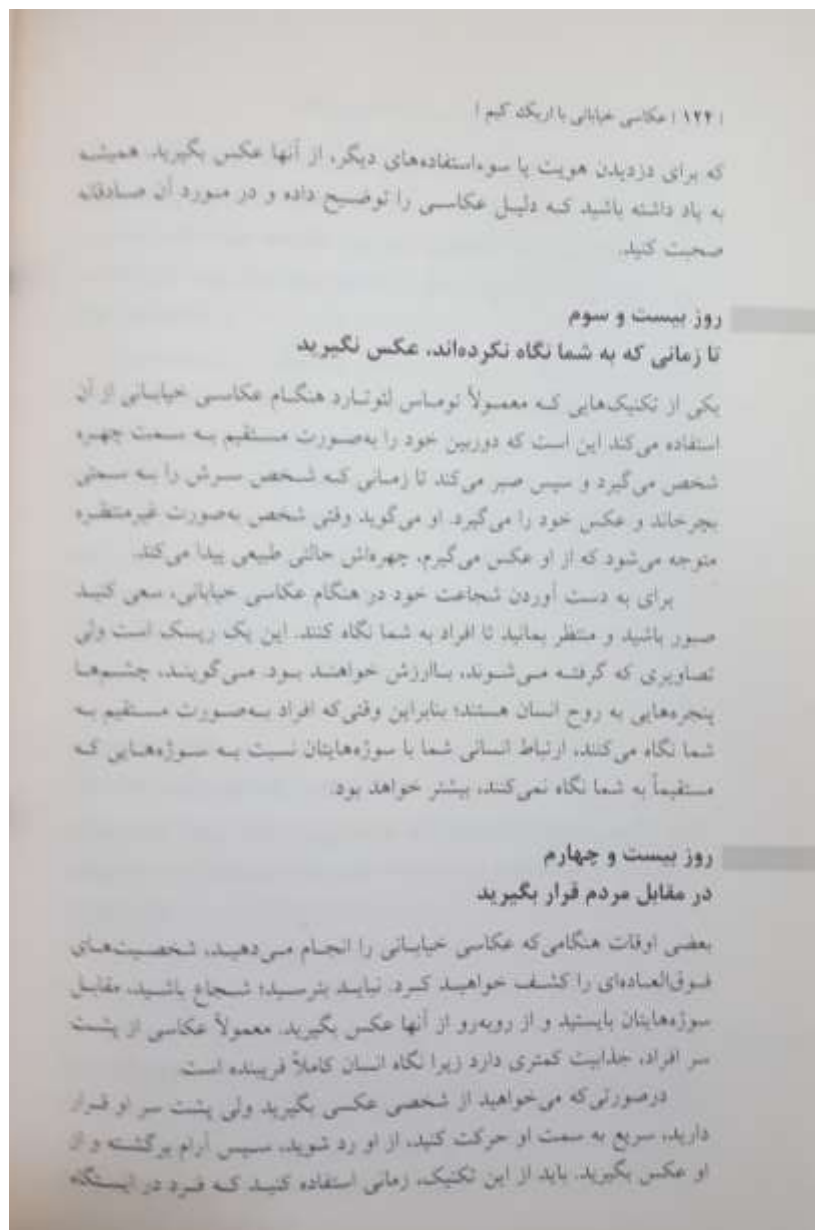 | ۱۲۴ | عکاسی خیابانی با اریک کیم |
که برای دزدیدن هویت یا سوءاستفاده‌های دیگر، از آنها عکس بگیرید. همیشه
به یاد داشته باشید که دلیل عکاسی را توضیح داده و در مورد آن صادقانه
صحبت کنید.
روز بیست و سوم
تا زمانی که به شما نگاه نکرده‌اند، عکس نگیرید
یکی از تکنیک‌هایی که معمولاً توماس لئوتارد هنگام عکاسی خیابانی از آن
استفاده می‌کند این است که دوربین خود را به‌صورت مستقیم به سمت چهره
شخص می‌گیرد و سپس صبر می‌کند تا زمانی که شخص سرش را به سمتی
بچرخاند و عکس خود را می‌گیرد. او می‌گوید وقتی شخص به‌صورت غیرمنتظره
متوجه می‌شود که از او عکس می‌گیرم، چهره‌اش حالتی طبیعی پیدا می‌کند.
برای به دست آوردن شجاعت خود در هنگام عکاسی خیابانی، سعی کنید
صبور باشید و منتظر بمانید تا افراد به شما نگاه کنند. این یک ریسک است ولی
تصاویری که گرفته می‌شوند، باارزش خواهند بود. می‌گویند، چشم‌ها
پنجره‌هایی به روح انسان هستند؛ بنابراین وقتی‌که افراد به‌صورت مستقیم به
شما نگاه می‌کنند، ارتباط انسانی شما با سوژه‌هایتان نسبت به سوژه‌هایی که
مستقیماً به شما نگاه نمی‌کنند، بیشتر خواهد بود.
روز بیست و چهارم
در مقابل مردم قرار بگیرید
بعضی اوقات هنگامی‌که عکاسی خیابانی را انجام می‌دهید، شخصیت‌های
فوق‌العاده‌ای را کشف خواهید کرد. نباید بترسید؛ شجاع باشید، مقابل
سوژه‌هایتان بایستید و از روبه‌رو از آنها عکس بگیرید. معمولاً عکاسی از پشت
سر افراد، جذابیت کمتری دارد زیرا نگاه انسان کاملاً فریبنده است.
درصورتی‌که می‌خواهید از شخصی عکسی بگیرید ولی پشت سر او قرار
دارید، سریع به سمت او حرکت کنید، از او رد شوید، سپس آرام برگشته و از
او عکس بگیرید. باید از این تکنیک، زمانی استفاده کنید که فرد در ایستگاه